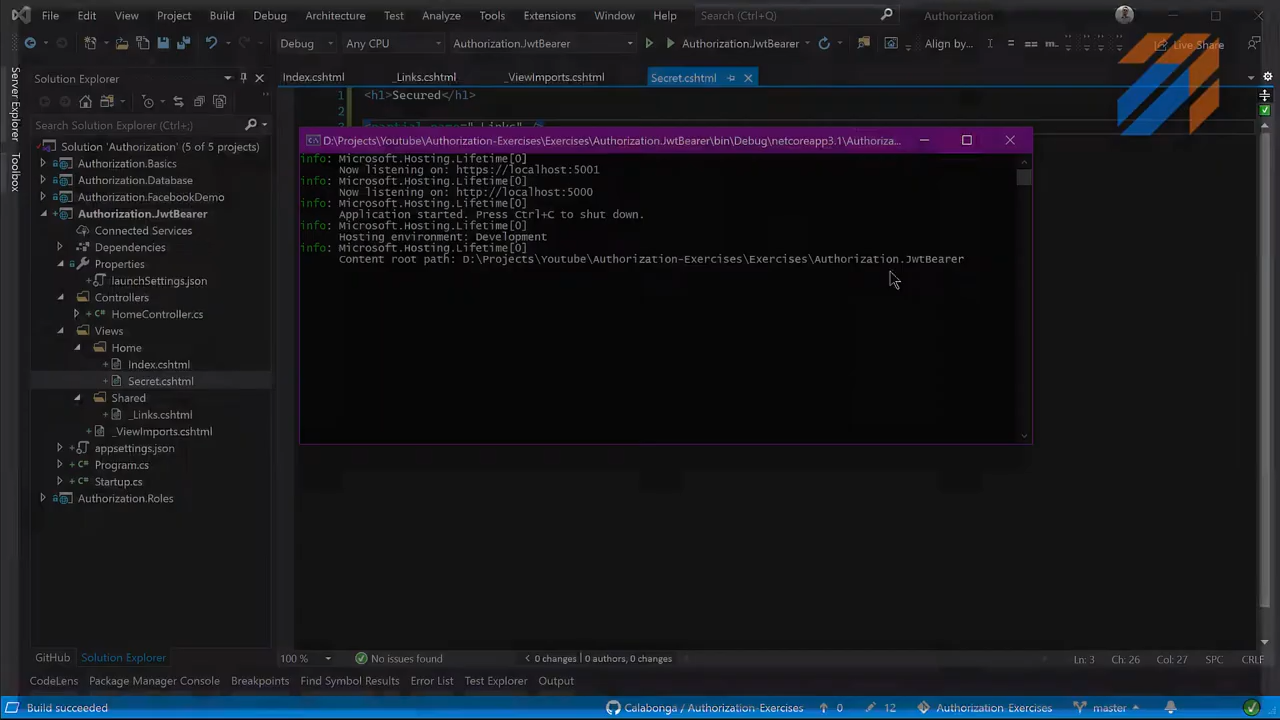 File Edit View Project Build Debug Architecture Test Analyze Tools Extensions Window Help Search (Ctrl+Q) Authorization
Debug Any CPU Authorization.JwtBearer Authorization.JwtBearer Align by... Live Share
Server Explorer
Toolbox
Solution Explorer
Search Solution Explorer (Ctrl+;)
Solution 'Authorization' (5 of 5 projects)
Authorization.Basics
Authorization.Database
Authorization.FacebookDemo
Authorization.JwtBearer
Connected Services
Dependencies
Properties
launchSettings.json
Controllers
HomeController.cs
Views
Home
Index.cshtml
Secret.cshtml
Shared
_Links.cshtml
_ViewImports.cshtml
appsettings.json
Program.cs
Startup.cs
Authorization.Roles
GitHub Solution Explorer
Index.cshtml _Links.cshtml _ViewImports.cshtml Secret.cshtml
1 <h1>Secured</h1>
2
D:\Projects\Youtube\Authorization-Exercises\Exercises\Authorization.JwtBearer\bin\Debug\netcoreapp3.1\Authoriza...
info: Microsoft.Hosting.Lifetime[0]
Now listening on: https://localhost:5001
info: Microsoft.Hosting.Lifetime[0]
Now listening on: http://localhost:5000
info: Microsoft.Hosting.Lifetime[0]
Application started. Press Ctrl+C to shut down.
info: Microsoft.Hosting.Lifetime[0]
Hosting environment: Development
info: Microsoft.Hosting.Lifetime[0]
Content root path: D:\Projects\Youtube\Authorization-Exercises\Exercises\Authorization.JwtBearer
100 % No issues found 0 changes | 0 authors, 0 changes Ln: 3 Ch: 26 Col: 27 SPC CRLF
CodeLens Package Manager Console Breakpoints Find Symbol Results Error List Test Explorer Output
Build succeeded Calabonga / Authorization-Exercises 0 12 Authorization-Exercises master